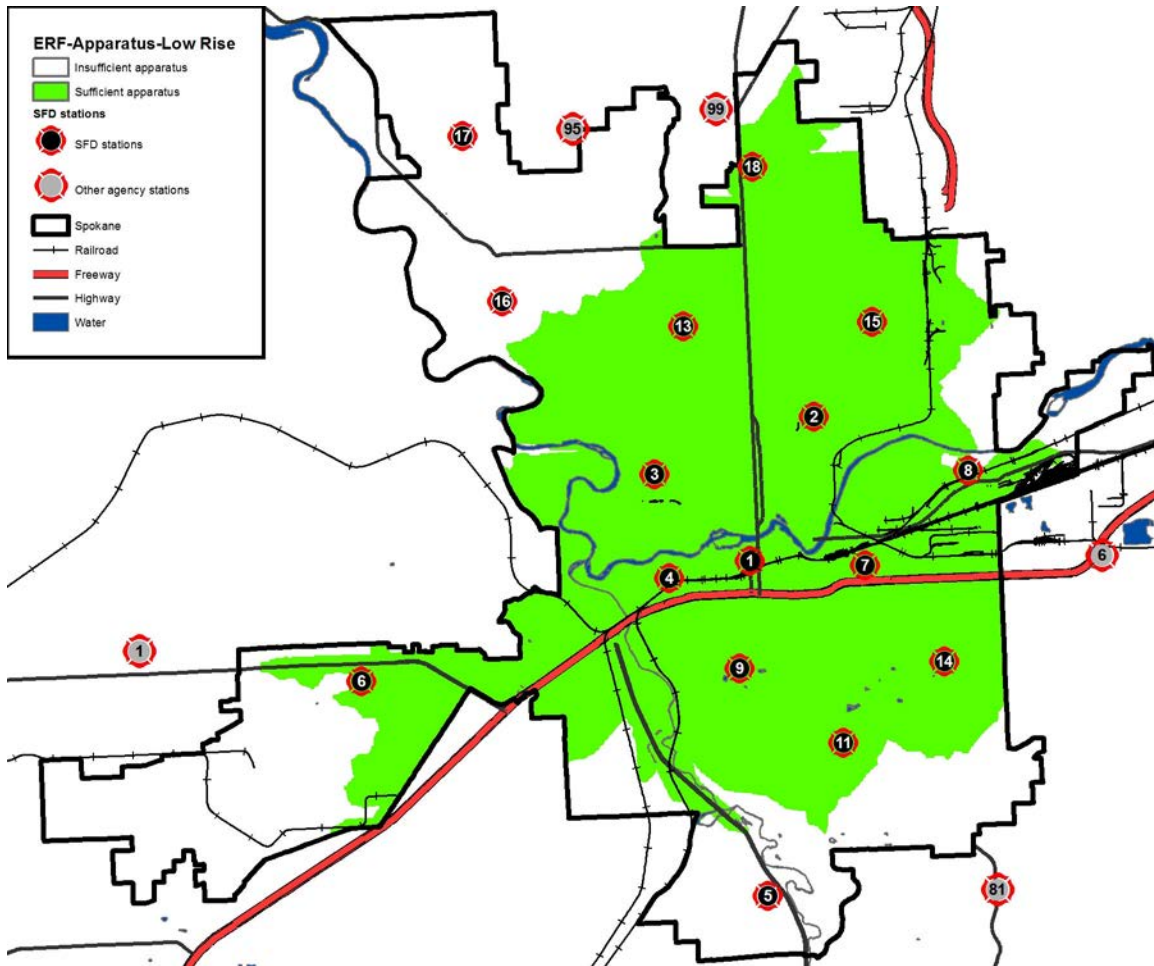 ERF-Apparatus-Low Rise
Insufficient apparatus
Sufficient apparatus
SFD stations
SFD stations
Other agency stations
Spokane
Railroad
Freeway
Highway
Water
99
95
17
18
16
13
15
2
3
8
1
7
6
4
1
9
14
6
11
81
5